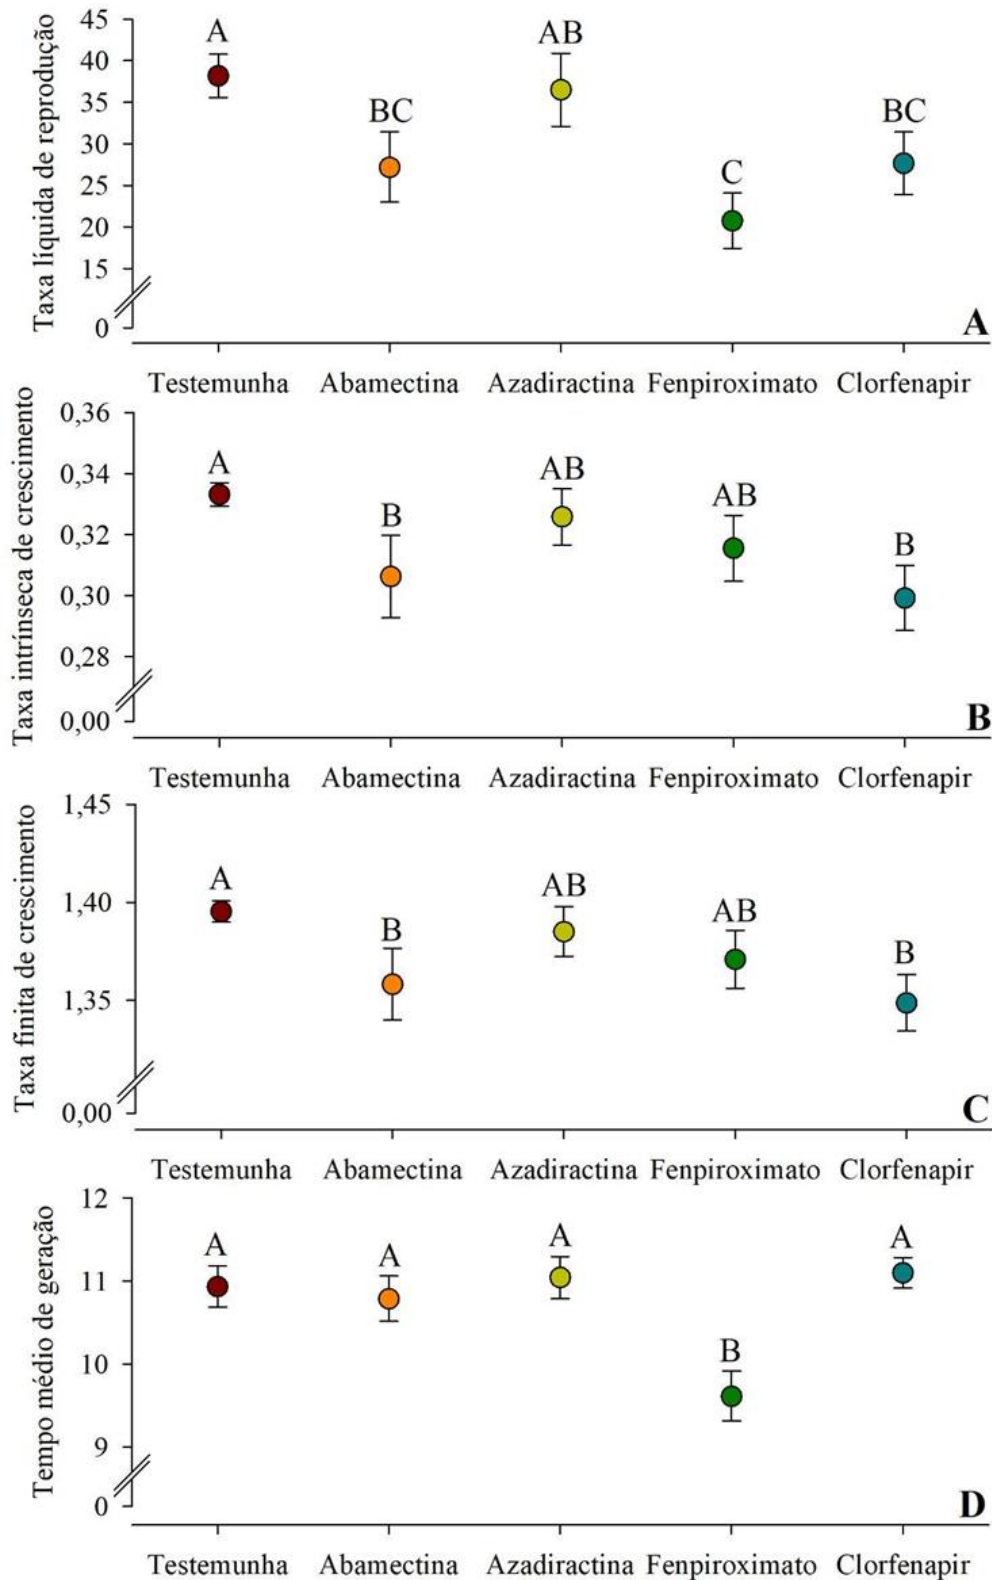 Taxa líquida de reprodução
45
40
35
30
25
20
15
0
A
BC
AB
C
BC
A
Testemunha Abamectina Azadiractina Fenpiroximato Clorfenapir
Taxa intrínseca de crescimento
0,36
0,34
0,32
0,30
0,28
0,00
A
B
AB
AB
B
B
Testemunha Abamectina Azadiractina Fenpiroximato Clorfenapir
Taxa finita de crescimento
1,45
1,40
1,35
0,00
A
B
AB
AB
B
C
Testemunha Abamectina Azadiractina Fenpiroximato Clorfenapir
Tempo médio de geração
12
11
10
9
0
A
A
A
B
A
D
Testemunha Abamectina Azadiractina Fenpiroximato Clorfenapir